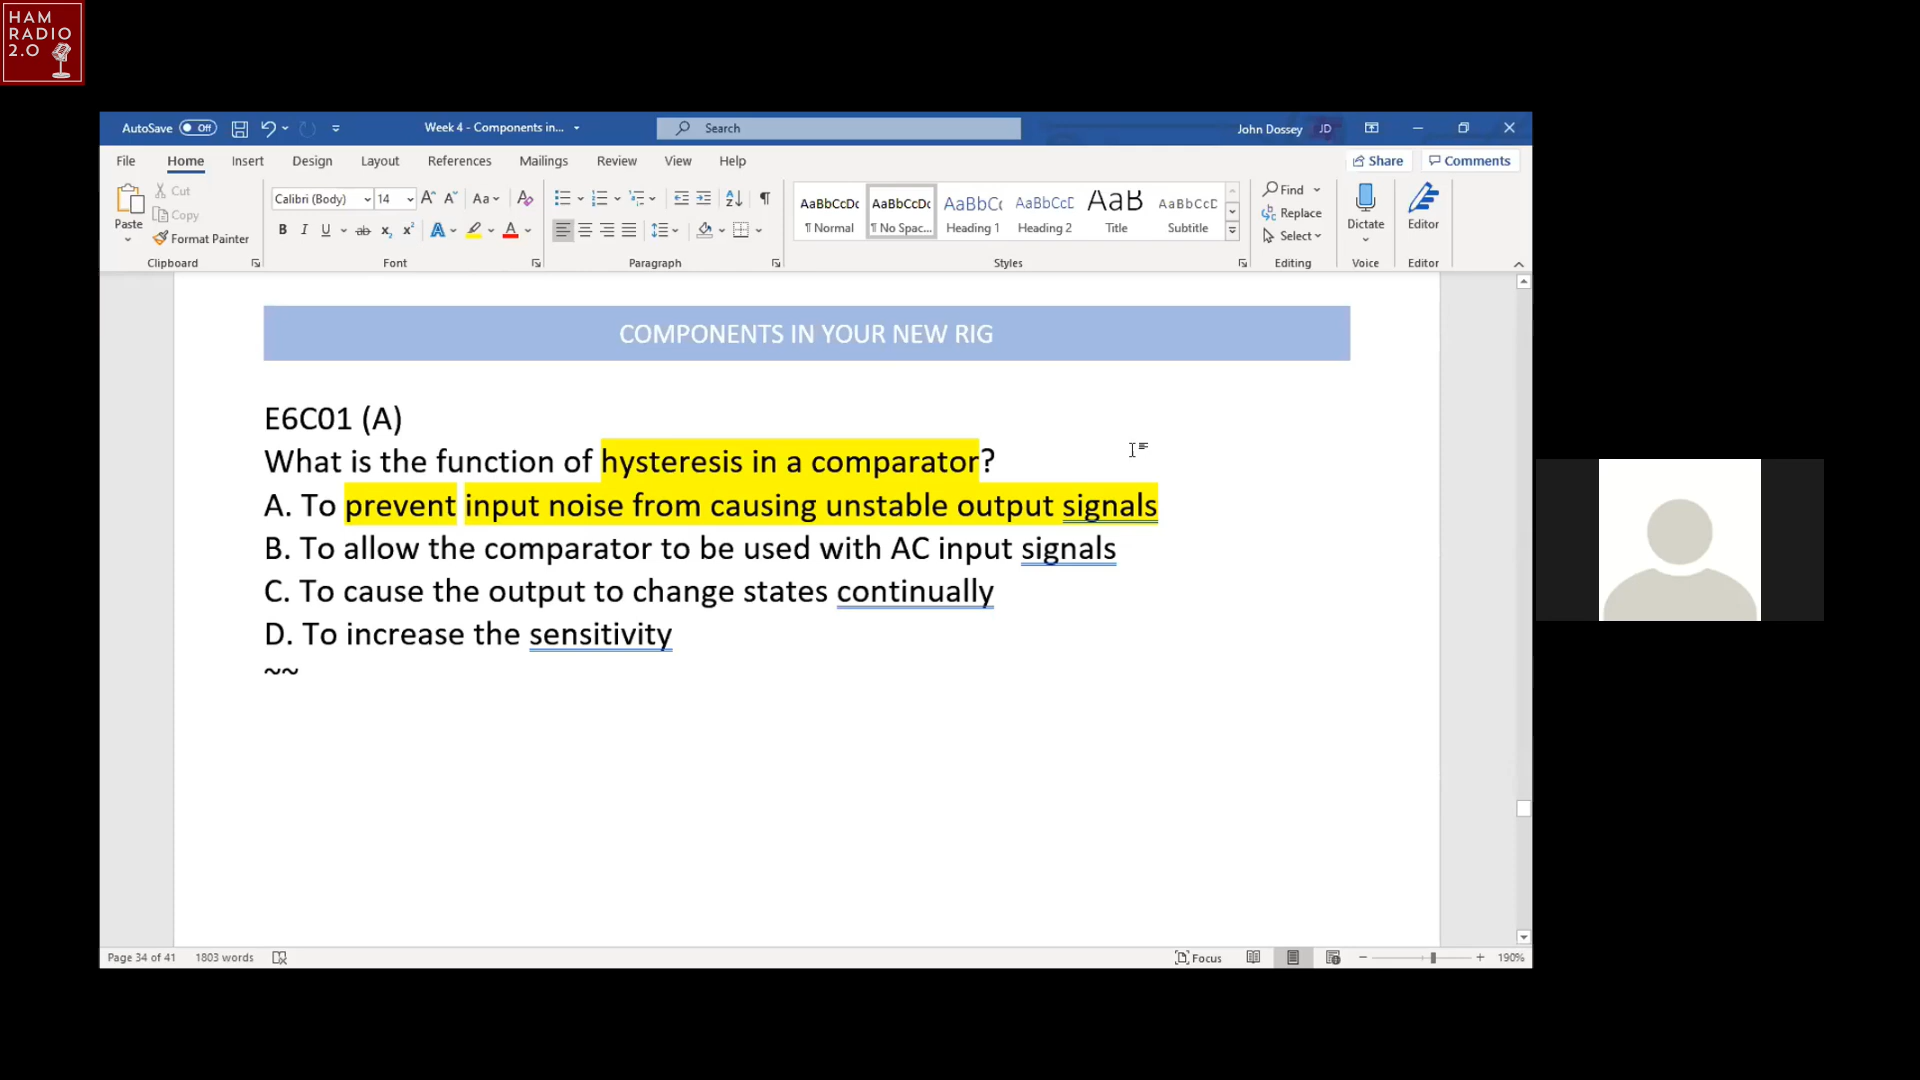 HAM
RADIO
2.0
AutoSave Off
Week 4 - Components in...
Search
John Dossey JD
File Home Insert Design Layout References Mailings Review View Help
Share Comments
Paste
Cut
Copy
Format Painter
Clipboard
Calibri (Body) 14
Font
Paragraph
AaBbCcDc AaBbCcDc AaBbCc AaBbCcD AaB AaBbCcD
¶ Normal ¶ No Spac... Heading 1 Heading 2 Title Subtitle
Styles
Find
Replace
Select
Editing
Dictate
Voice
Editor
Editor
COMPONENTS IN YOUR NEW RIG
E6C01 (A)
What is the function of hysteresis in a comparator?
A. To prevent input noise from causing unstable output signals
B. To allow the comparator to be used with AC input signals
C. To cause the output to change states continually
D. To increase the sensitivity
~~
Page 34 of 41 1803 words
Focus
190%